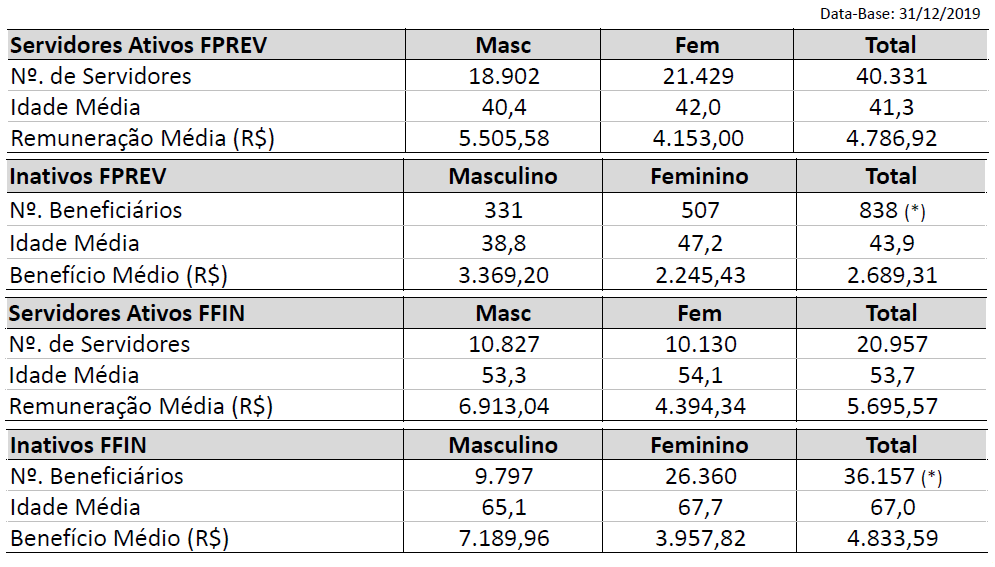 Data-Base: 31/12/2019
Servidores Ativos FPREV Masc Fem Total
Nº. de Servidores 18.902 21.429 40.331
Idade Média 40,4 42,0 41,3
Remuneração Média (R$) 5.505,58 4.153,00 4.786,92
Inativos FPREV Masculino Feminino Total
Nº. Beneficiários 331 507 838 (*)
Idade Média 38,8 47,2 43,9
Benefício Médio (R$) 3.369,20 2.245,43 2.689,31
Servidores Ativos FFIN Masc Fem Total
Nº. de Servidores 10.827 10.130 20.957
Idade Média 53,3 54,1 53,7
Remuneração Média (R$) 6.913,04 4.394,34 5.695,57
Inativos FFIN Masculino Feminino Total
Nº. Beneficiários 9.797 26.360 36.157 (*)
Idade Média 65,1 67,7 67,0
Benefício Médio (R$) 7.189,96 3.957,82 4.833,59